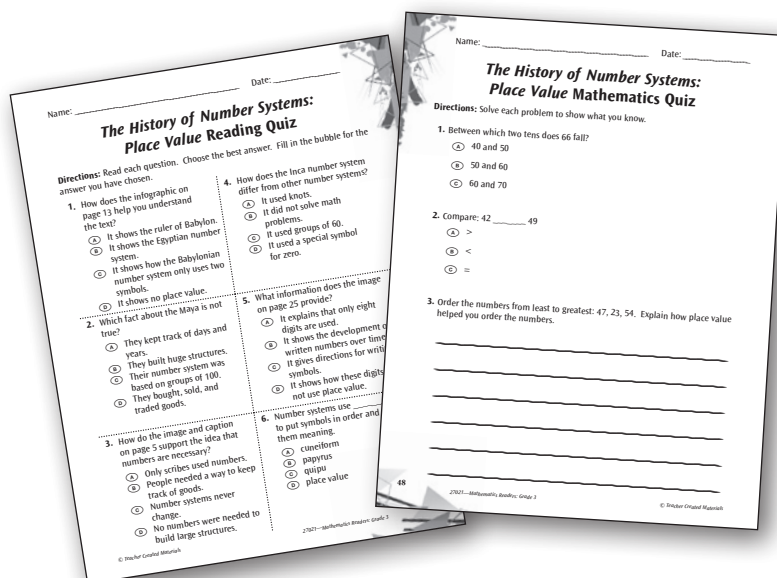 Name: Date:
The History of Number Systems:
Place Value Reading Quiz
Directions: Read each question. Choose the best answer. Fill in the bubble for the
answer you have chosen.
1. How does the infographic on
page 13 help you understand
the text?
A It shows the ruler of Babylon.
B It shows the Egyptian number
system.
C It shows how the Babylonian
number system only uses two
symbols.
D It shows no place value.
2. Which fact about the Maya is not
true?
A They kept track of days and
years.
B They built huge structures.
C Their number system was
based on groups of 100.
D They bought, sold, and
traded goods.
3. How do the image and caption
on page 5 support the idea that
numbers are necessary?
A Only scribes used numbers.
B People needed a way to keep
track of goods.
C Number systems never
change.
D No numbers were needed to
build large structures.
4. How does the Inca number system
differ from other number systems?
A It used knots.
B It did not solve math
problems.
C It used groups of 60.
D It used a special symbol
for zero.
5. What information does the image
on page 25 provide?
A It explains that only eight
digits are used.
B It shows the development o
written numbers over time
C It gives directions for writi
symbols.
D It shows how these digits
not use place value.
6. Number systems use
to put symbols in order and
them meaning.
A cuneiform
B papyrus
C quipu
D place value
© Teacher Created Materials
27021—Mathematics Readers: Grade 3
Name: Date:
The History of Number Systems:
Place Value Mathematics Quiz
Directions: Solve each problem to show what you know.
1. Between which two tens does 66 fall?
A 40 and 50
B 50 and 60
C 60 and 70
2. Compare: 42 ______ 49
A >
B <
C =
3. Order the numbers from least to greatest: 47, 23, 54. Explain how place value
helped you order the numbers.
48
27021—Mathematics Readers: Grade 3
© Teacher Created Materials